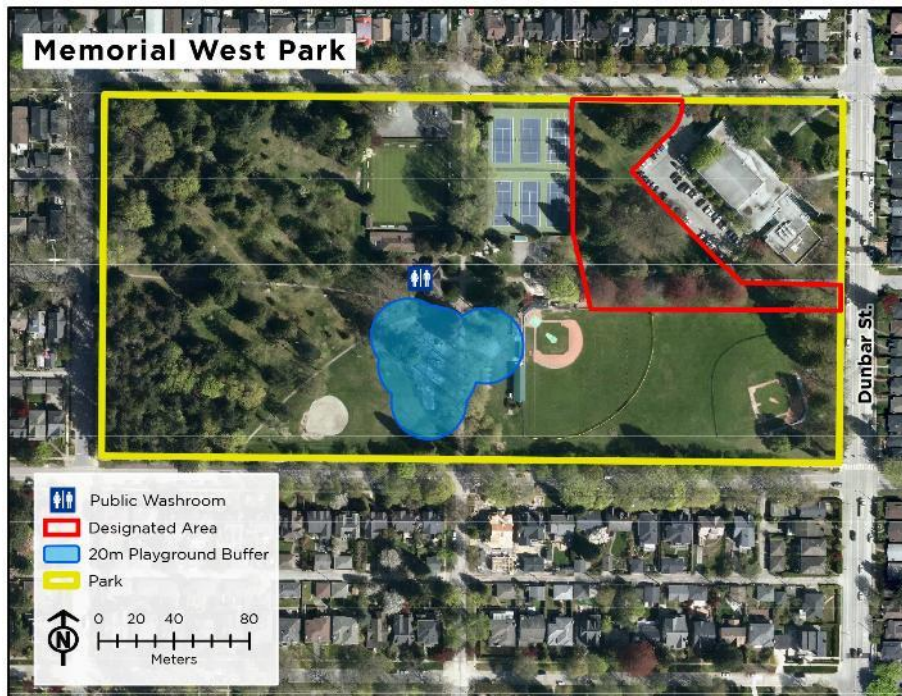 Memorial West Park
Dunbar St.
Public Washroom
Designated Area
20m Playground Buffer
Park
N
0 20 40 80
Meters